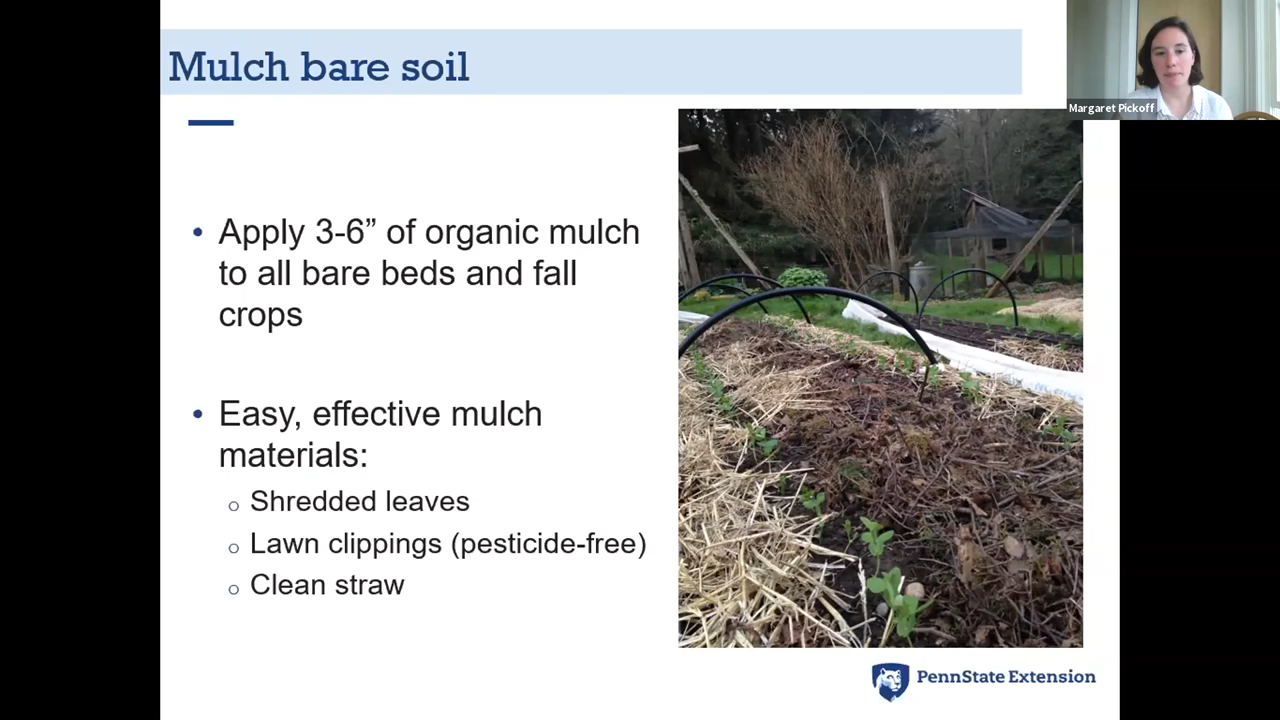 Mulch bare soil
Margaret Pickoff
• Apply 3-6” of organic mulch
to all bare beds and fall
crops
• Easy, effective mulch
materials:
o Shredded leaves
o Lawn clippings (pesticide-free)
o Clean straw
PennState Extension